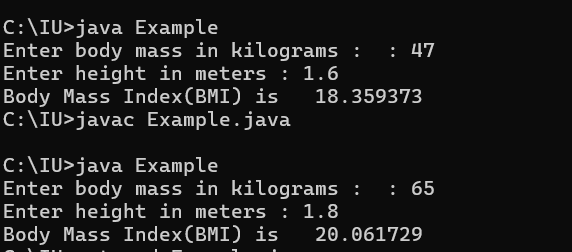 C:\IU>java Example
Enter body mass in kilograms :  : 47
Enter height in meters : 1.6
Body Mass Index(BMI) is   18.359373
C:\IU>javac Example.java
C:\IU>java Example
Enter body mass in kilograms :  : 65
Enter height in meters : 1.8
Body Mass Index(BMI) is   20.061729